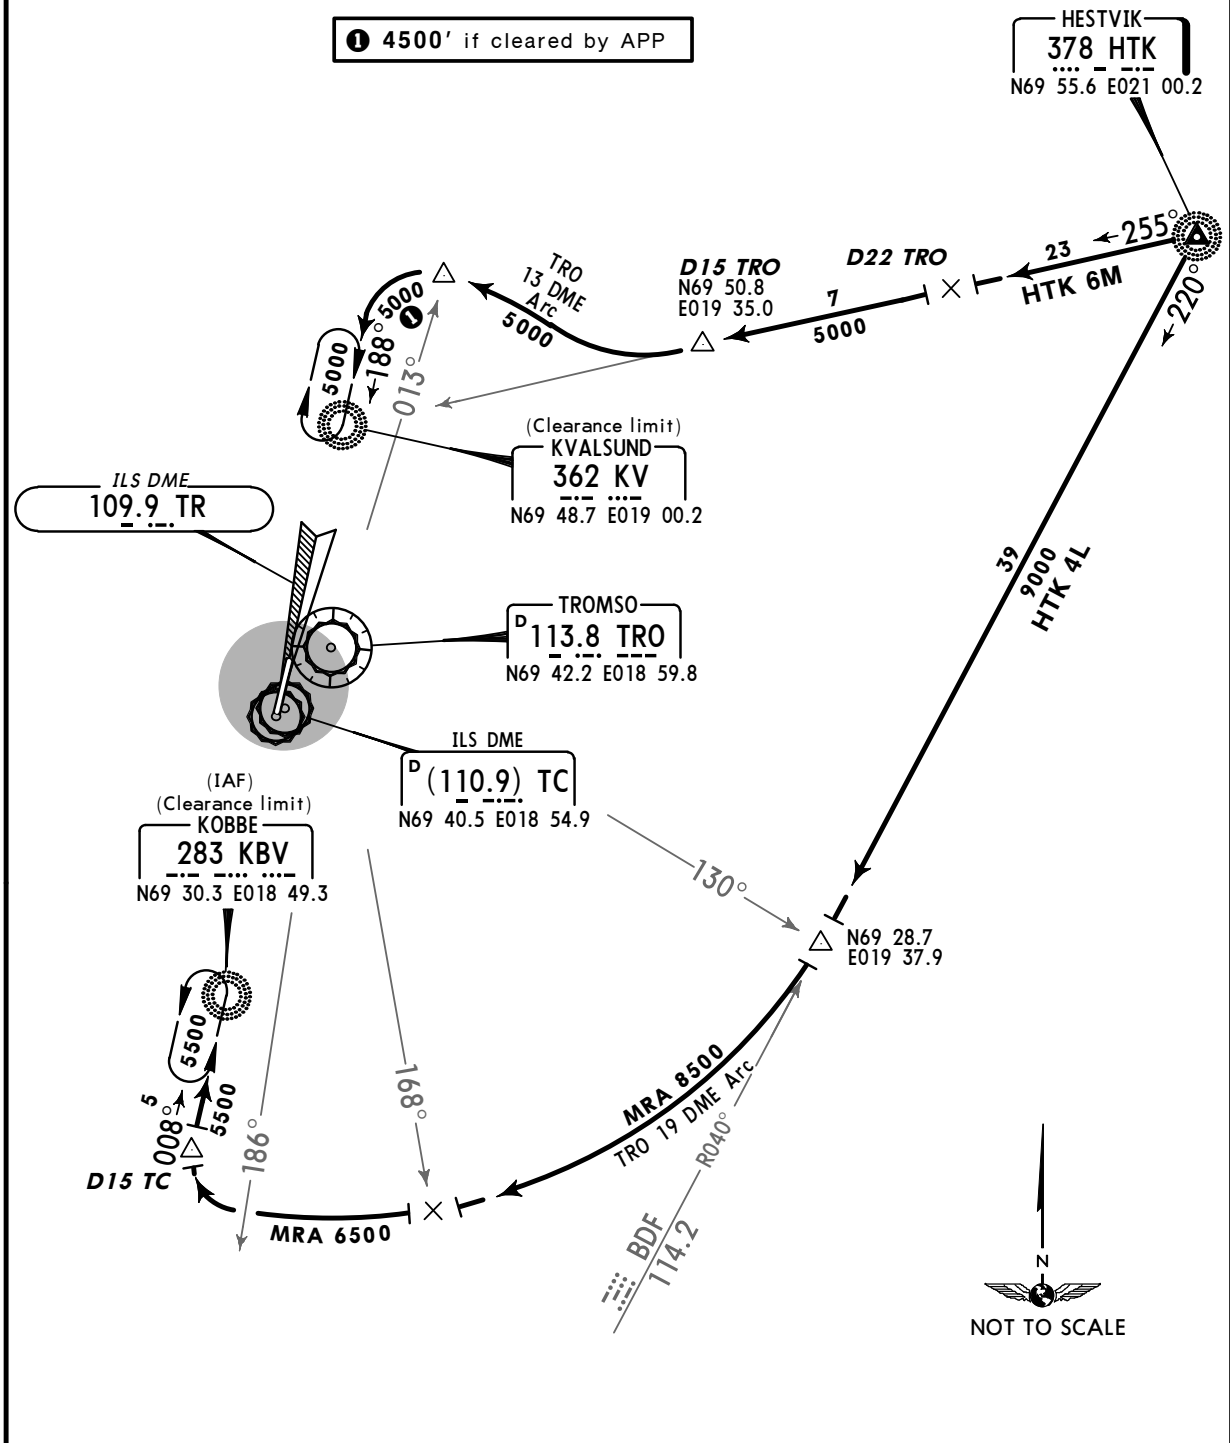 ❶ 4500' if cleared by APP
HESTVIK
378 HTK
N69 55.6 E021 00.2
255°
23
HTK 6M
220°
D22 TRO
7
5000
D15 TRO
N69 50.8
E019 35.0
TRO
13 DME
Arc
5000
5000
❶
188°
5000
013°
(Clearance limit)
KVALSUND
362 KV
N69 48.7 E019 00.2
ILS DME
109.9 TR
39
9000
HTK 4L
TROMSO
D 113.8 TRO
N69 42.2 E018 59.8
ILS DME
D (110.9) TC
N69 40.5 E018 54.9
(IAF)
(Clearance limit)
KOBBE
283 KBV
N69 30.3 E018 49.3
130°
N69 28.7
E019 37.9
5500
5
008°
5500
D15 TC
186°
168°
MRA 8500
TRO 19 DME Arc
R040°
MRA 6500
BDF
114.2
N
NOT TO SCALE